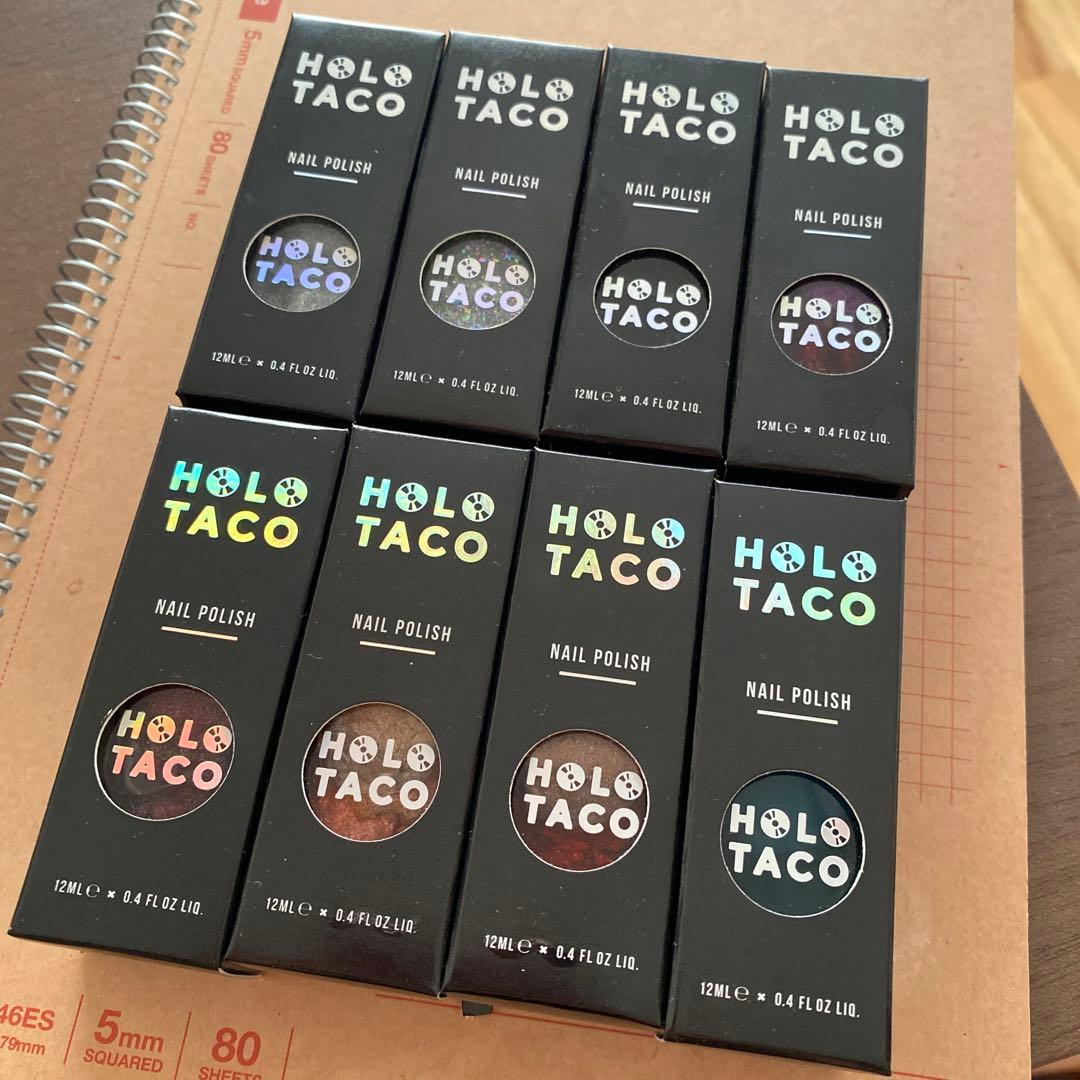 5mm SQUARED
80 SHEETS
NO.
HOLO
TACO
NAIL POLISH
HOLO
TACO
12ML ℮ × 0.4 FL OZ LIQ.
HOLO
TACO
NAIL POLISH
HOLO
TACO
12ML ℮ × 0.4 FL OZ LIQ.
HOLO
TACO
NAIL POLISH
HOLO
TACO
12ML ℮ × 0.4 FL OZ LIQ.
HOLO
TACO
NAIL POLISH
HOLO
TACO
12ML ℮ × 0.4 FL OZ LIQ.
HOLO
TACO
NAIL POLISH
HOLO
TACO
12ML ℮ × 0.4 FL OZ LIQ.
HOLO
TACO
NAIL POLISH
HOLO
TACO
12ML ℮ × 0.4 FL OZ LIQ.
HOLO
TACO
NAIL POLISH
HOLO
TACO
12ML ℮ × 0.4 FL OZ LIQ.
HOLO
TACO
NAIL POLISH
HOLO
TACO
12ML ℮ × 0.4 FL OZ LIQ.
46ES
79mm
5mm
SQUARED
80
SHEETS